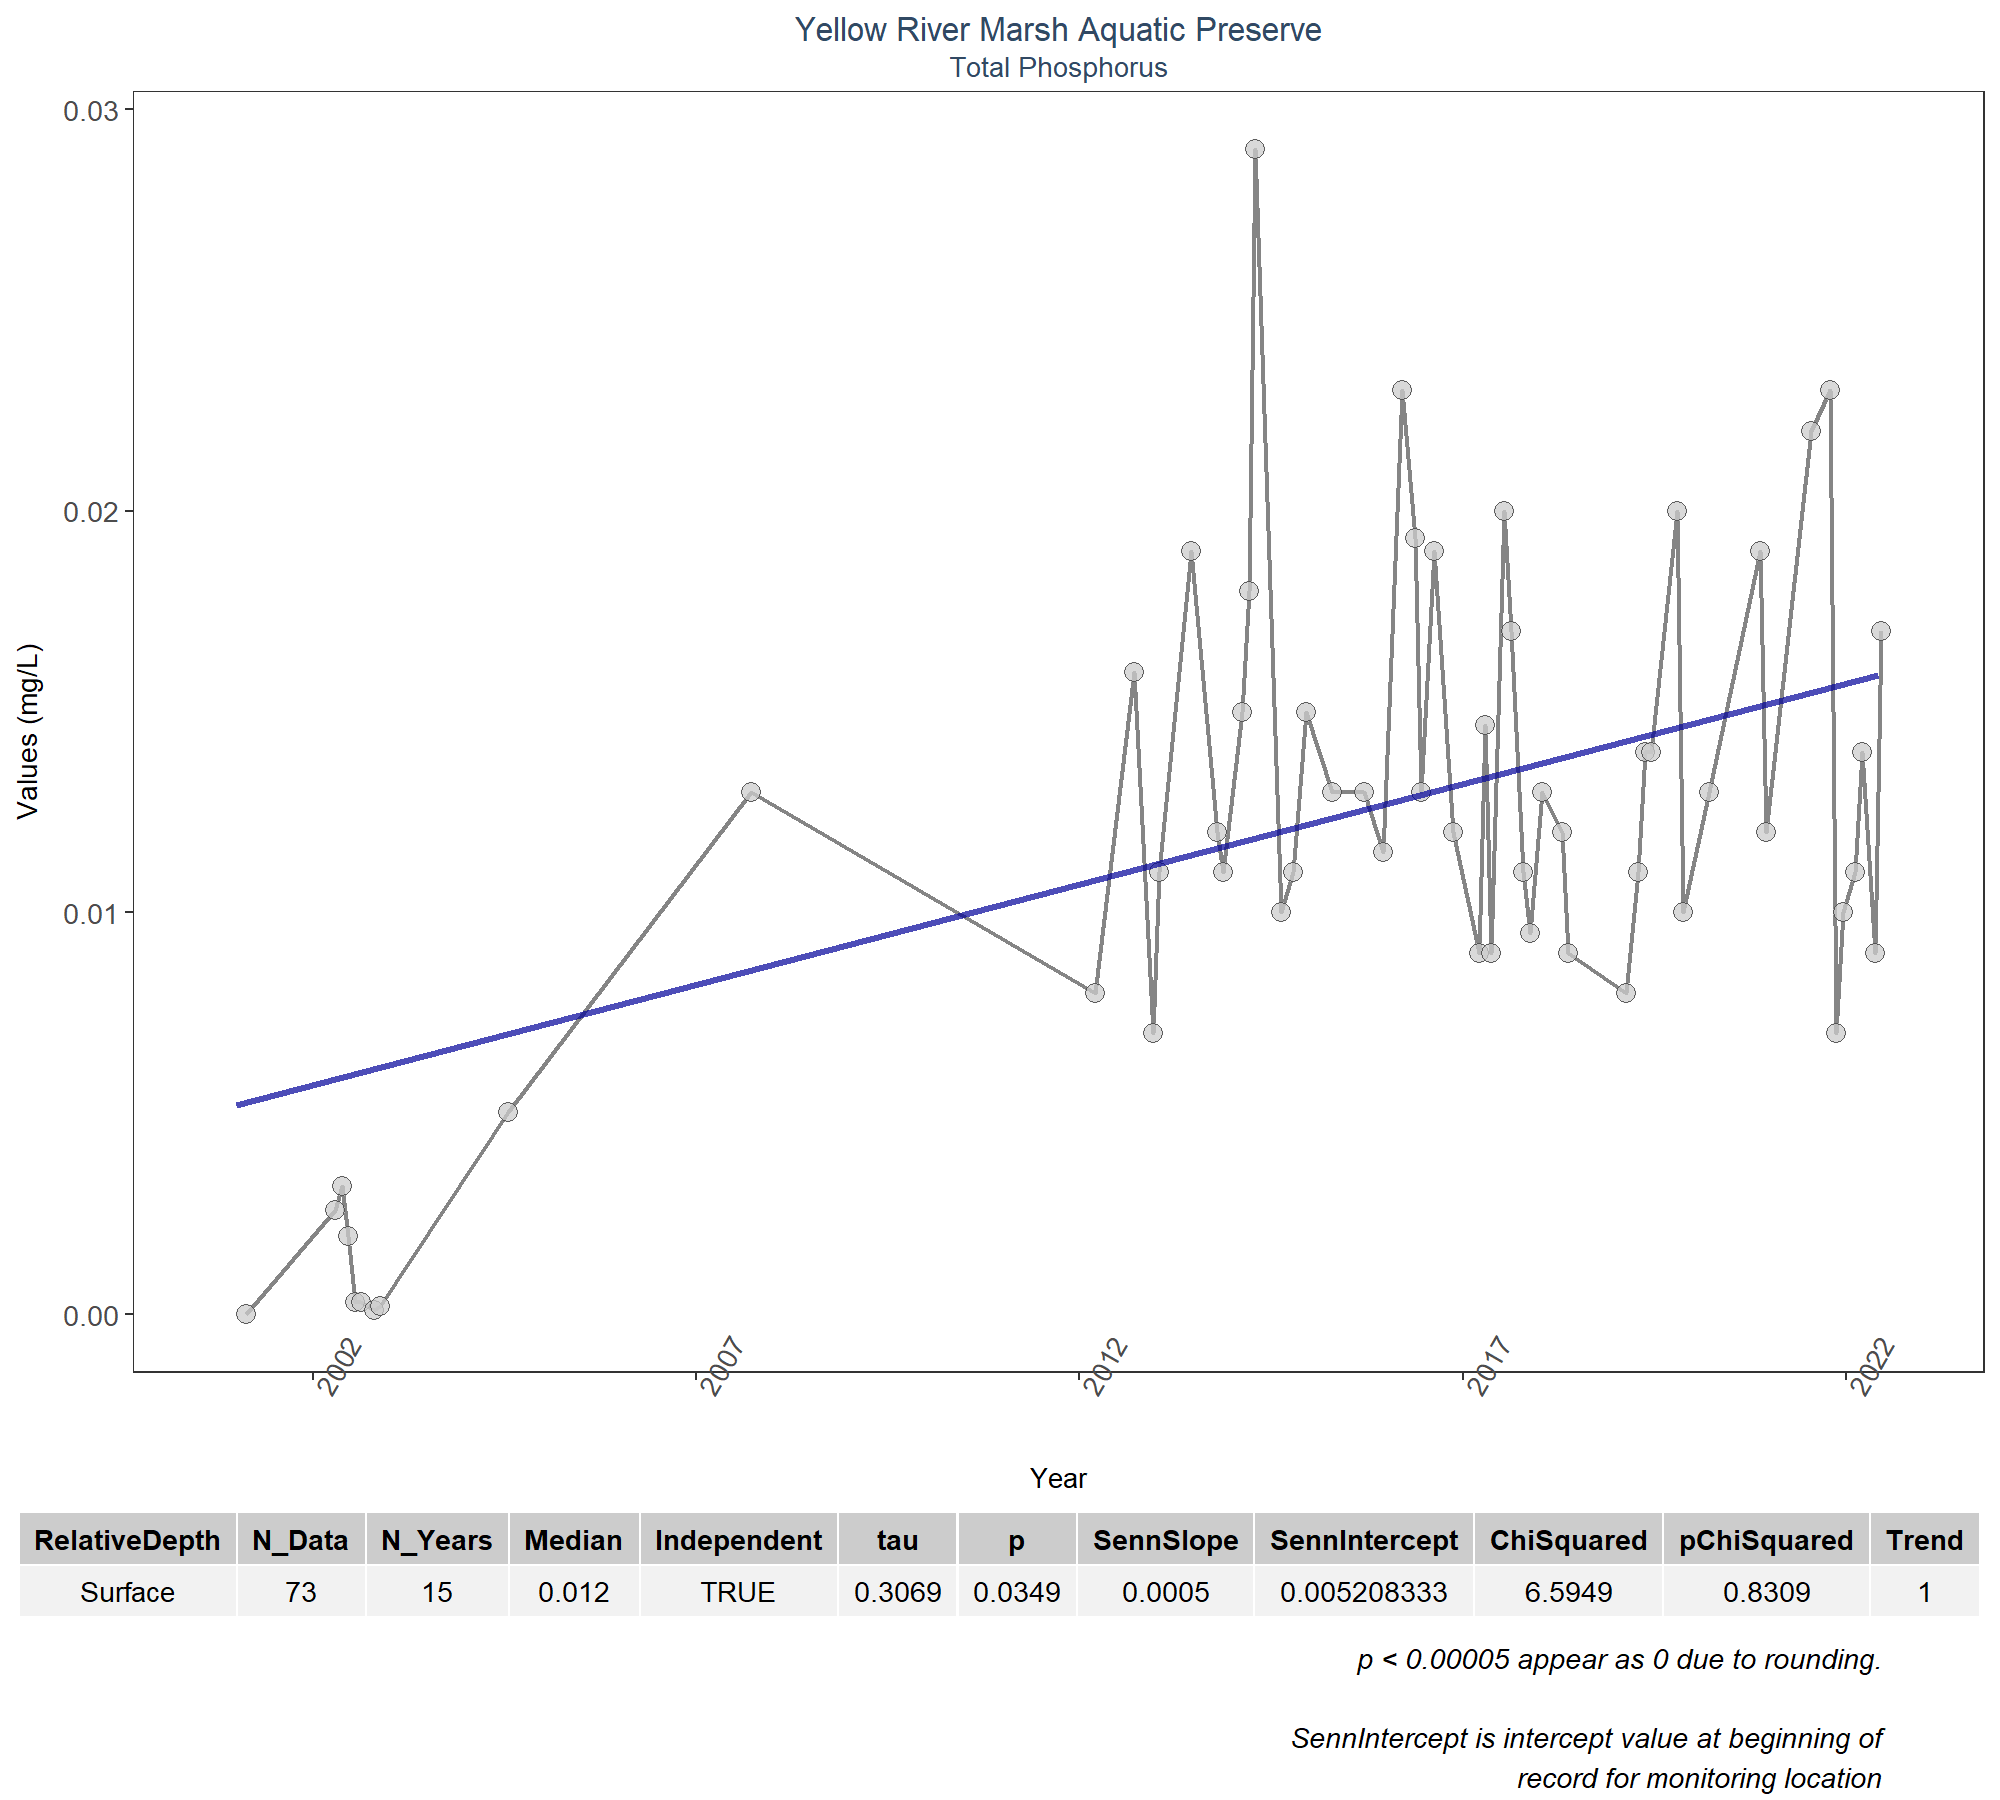 Yellow River Marsh Aquatic Preserve
Total Phosphorus
0.03
0.02
0.01
0.00
Values (mg/L)
2002 2007 2012 2017 2022
Year
RelativeDepth N_Data N_Years Median Independent tau p SennSlope SennIntercept ChiSquared pChiSquared Trend
Surface 73 15 0.012 TRUE 0.3069 0.0349 0.0005 0.005208333 6.5949 0.8309 1
p < 0.00005 appear as 0 due to rounding.
SennIntercept is intercept value at beginning of
record for monitoring location